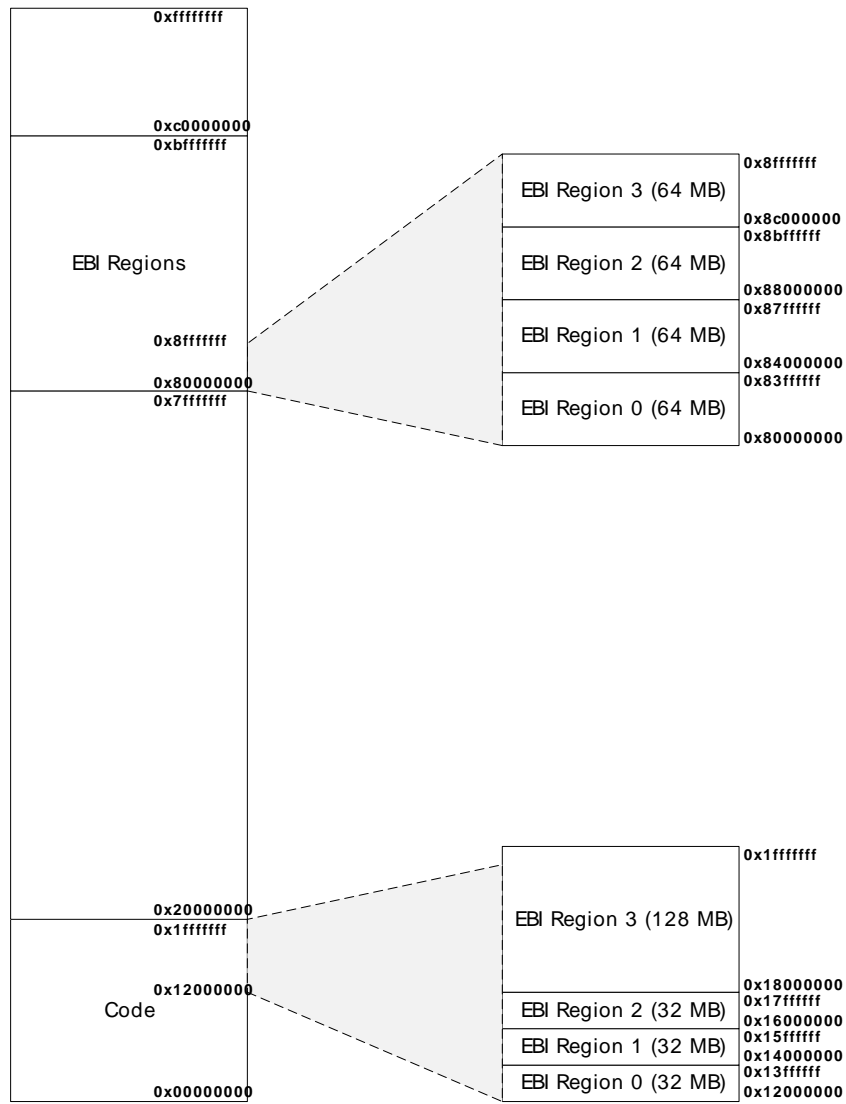 0xffffffff
0xc0000000
0xbfffffff
EBI Regions
0x8fffffff
0x80000000
0x7fffffff
0x20000000
0x1fffffff
0x12000000
Code
0x00000000
0x8fffffff
EBI Region 3 (64 MB)
0x8c000000
0x8bffffff
EBI Region 2 (64 MB)
0x88000000
0x87ffffff
EBI Region 1 (64 MB)
0x84000000
0x83ffffff
EBI Region 0 (64 MB)
0x80000000
0x1fffffff
EBI Region 3 (128 MB)
0x18000000
0x17ffffff
EBI Region 2 (32 MB)
0x16000000
0x15ffffff
EBI Region 1 (32 MB)
0x14000000
0x13ffffff
EBI Region 0 (32 MB)
0x12000000